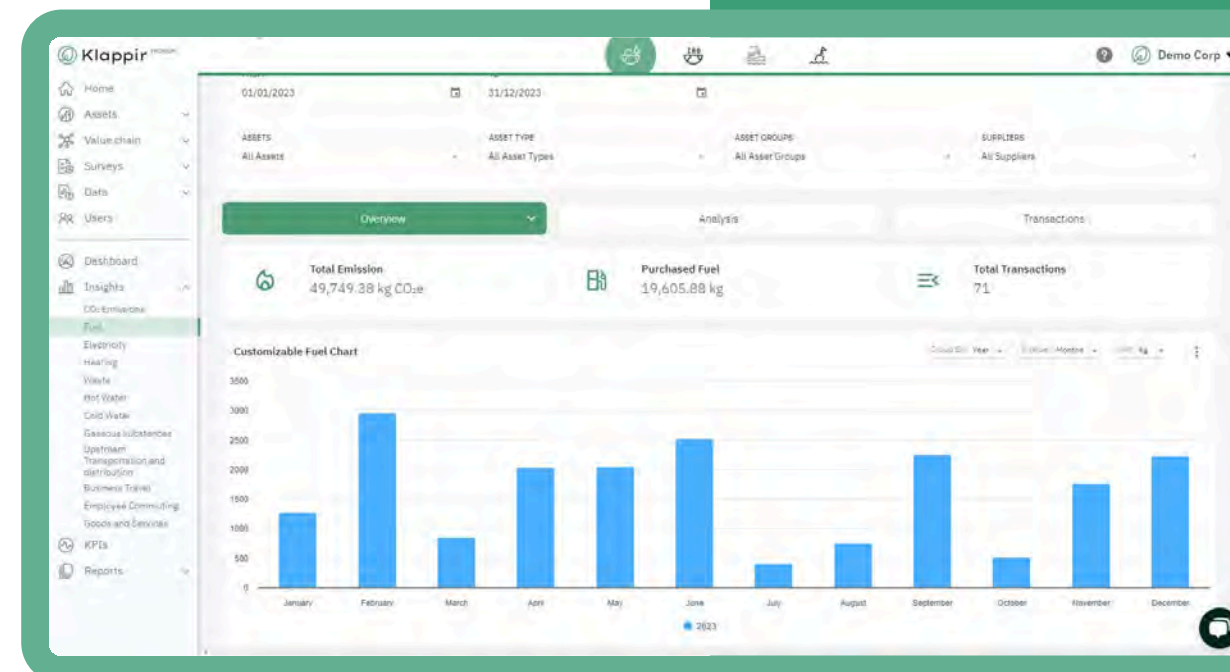 Klappir
Demo Corp
Home
Assets
Value chain
Surveys
Data
Users
Dashboard
Insights
CO₂ Emissions
Fuel
Electricity
Heating
Waste
Hot Water
Cold Water
Gaseous substances
Upstream
Transportation and
distribution
Business Travel
Employee Commuting
Goods and Services
KPIs
Reports
01/01/2023
31/12/2023
ASSETS
All Assets
ASSET TYPE
All Asset Types
ASSET GROUPS
All Asset Groups
SUPPLIERS
All Suppliers
Overview
Analysis
Transactions
Total Emission
49,749.38 kg CO₂e
Purchased Fuel
19,605.88 kg
Total Transactions
71
Customizable Fuel Chart
Year
Months
Kg
3500
3000
2500
2000
1500
1000
500
0
January February March April May June July August September October November December
2023